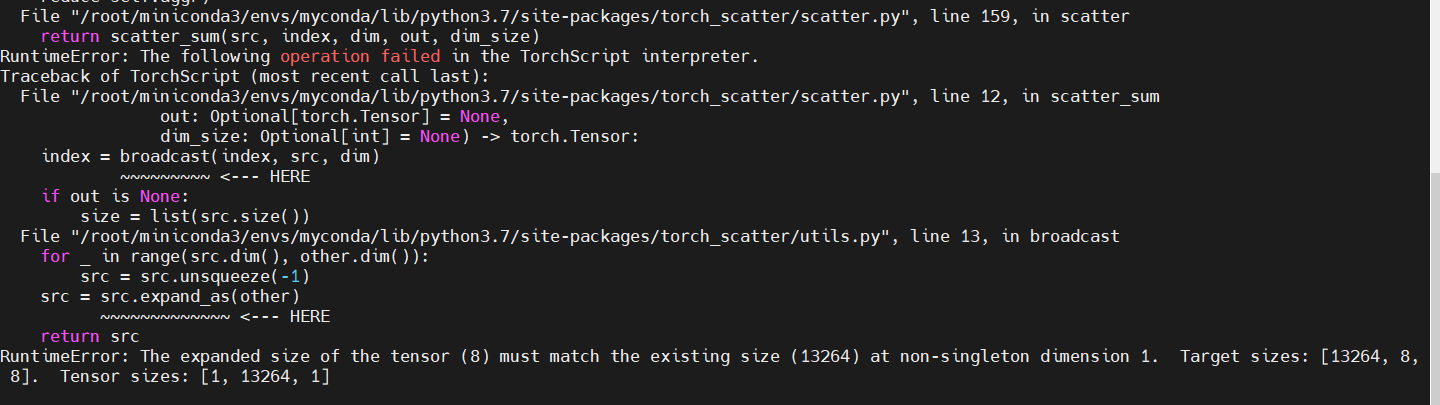 File "/root/miniconda3/envs/myconda/lib/python3.7/site-packages/torch_scatter/scatter.py", line 159, in scatter
return scatter_sum(src, index, dim, out, dim_size)
RuntimeError: The following operation failed in the TorchScript interpreter.
Traceback of TorchScript (most recent call last):
File "/root/miniconda3/envs/myconda/lib/python3.7/site-packages/torch_scatter/scatter.py", line 12, in scatter_sum
out: Optional[torch.Tensor] = None,
dim_size: Optional[int] = None) -> torch.Tensor:
index = broadcast(index, src, dim)
~~~~~~~~~ <--- HERE
if out is None:
size = list(src.size())
File "/root/miniconda3/envs/myconda/lib/python3.7/site-packages/torch_scatter/utils.py", line 13, in broadcast
for _ in range(src.dim(), other.dim()):
src = src.unsqueeze(-1)
src = src.expand_as(other)
~~~~~~~~~~~~~ <--- HERE
return src
RuntimeError: The expanded size of the tensor (8) must match the existing size (13264) at non-singleton dimension 1.  Target sizes: [13264, 8,
8].  Tensor sizes: [1, 13264, 1]